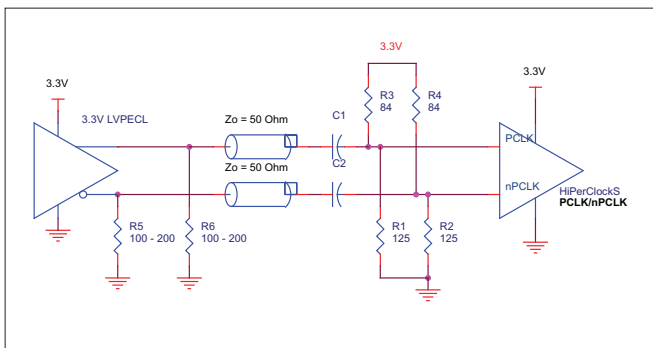 3.3V
3.3V
3.3V
3.3V LVPECL
R3
84
R4
84
Zo = 50 Ohm
C1
Zo = 50 Ohm
C2
PCLK
nPCLK
HiPerClockS
PCLK/nPCLK
R5
100 - 200
R6
100 - 200
R1
125
R2
125